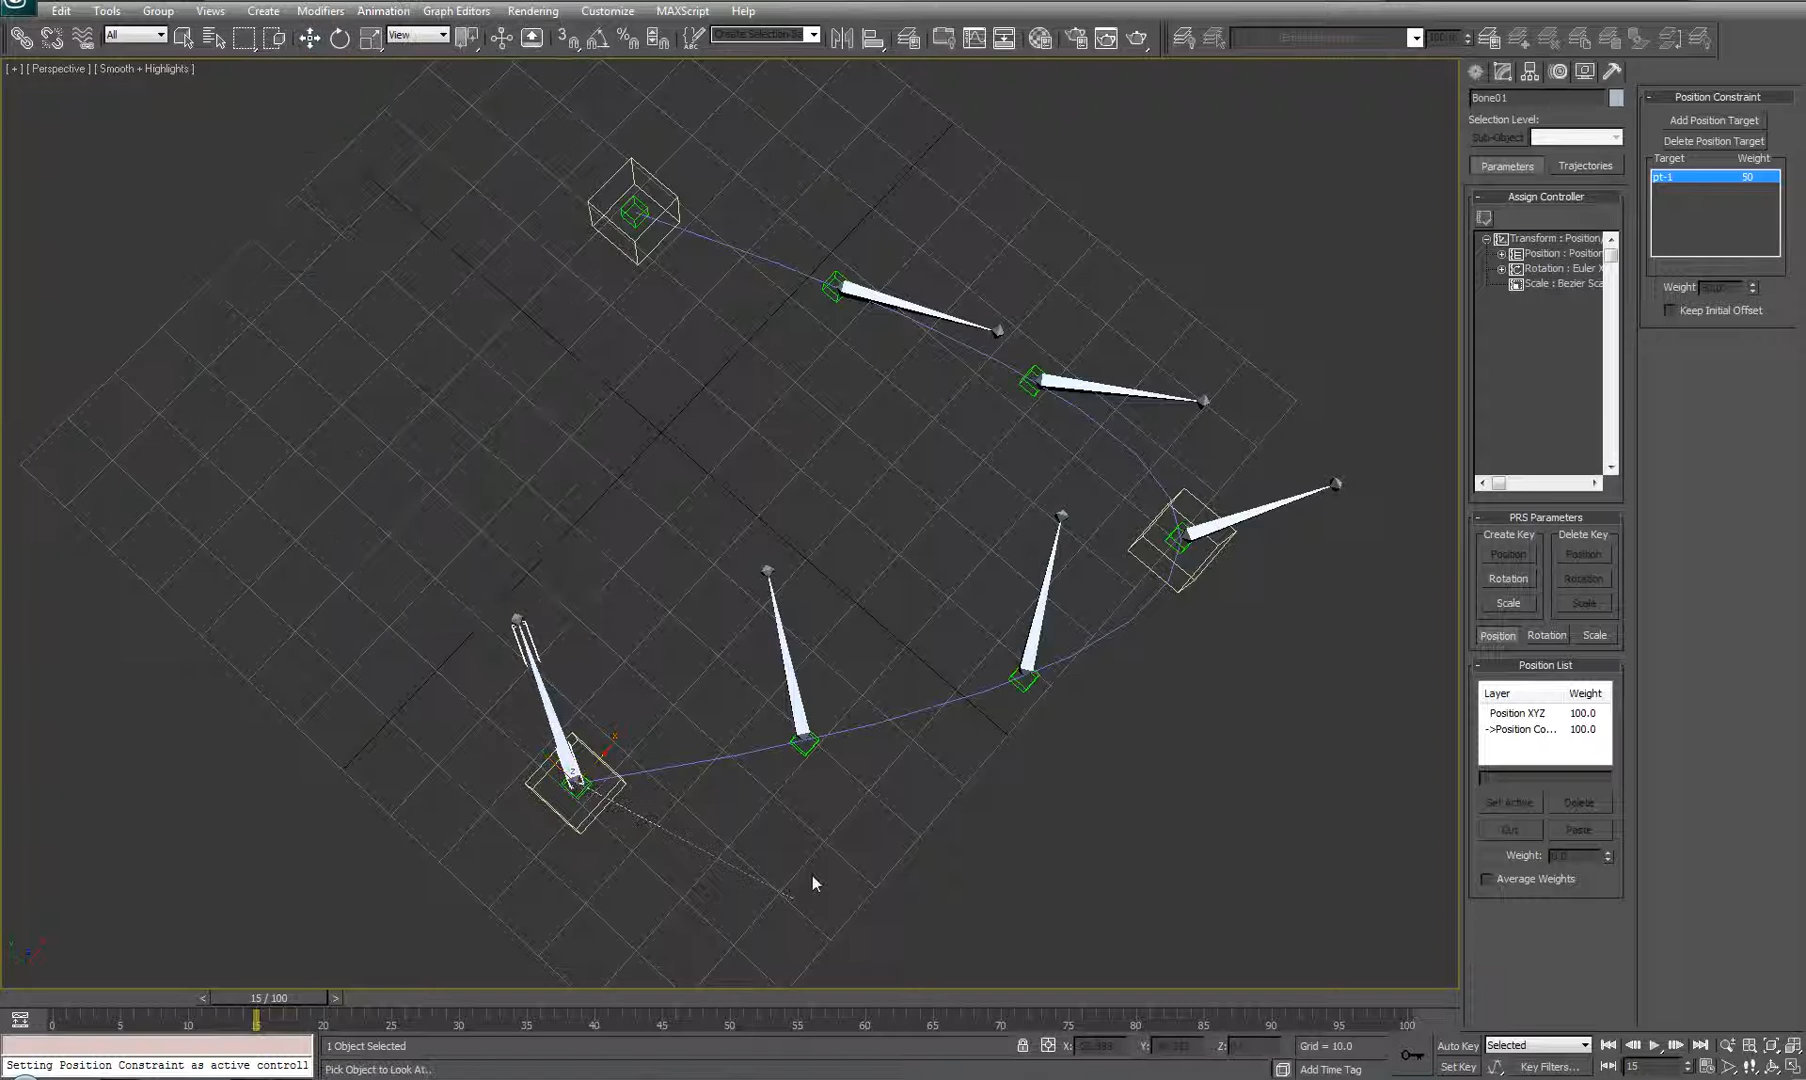 Edit Tools Group Views Create Modifiers Animation Graph Editors Rendering Customize MAXScript Help
All View
[ + ] [ Perspective ] [ Smooth + Highlights ]
Bone01
Selection Level:
Sub-Object
Parameters Trajectories
Assign Controller
Transform : Position/
Position : Position
Rotation : Euler X
Scale : Bezier Sca
PRS Parameters
Create Key Delete Key
Position Position
Rotation Rotation
Scale Scale
Position Rotation Scale
Position List
Layer Weight
Position XYZ 100.0
->Position Co... 100.0
Set Active Delete
Cut Paste
Weight: 0.0
Average Weights
Position Constraint
Add Position Target
Delete Position Target
Target Weight
pt-1 50
Weight
Keep Initial Offset
x
z
< 15 / 100 >
0 5 10 15 20 25 30 35 40 45 50 55 60 65 70 75 80 85 90 95 100
1 Object Selected X: Y: Z: Grid = 10.0 Auto Key Selected
Setting Position Constraint as active controll Pick Object to Look At.. Add Time Tag Set Key Key Filters... 15